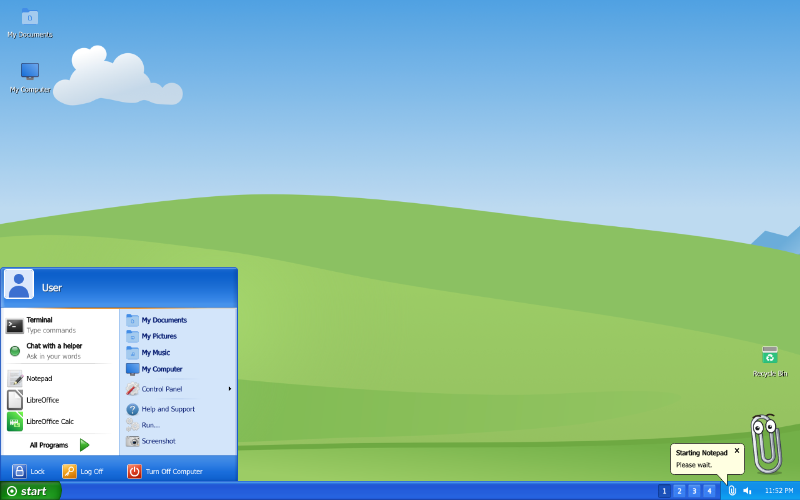 My Documents
My Computer
User
Terminal
Type commands
Chat with a helper
Ask in your words
Notepad
LibreOffice
LibreOffice Calc
All Programs
My Documents
My Pictures
My Music
My Computer
Control Panel
Help and Support
Run...
Screenshot
Lock
Log Off
Turn Off Computer
Recycle Bin
Starting Notepad
Please wait.
start
1 2 3 4
11:52 PM